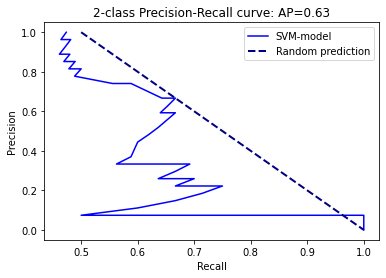 2-class Precision-Recall curve: AP=0.63
SVM-model
Random prediction
Precision
1.0
0.8
0.6
0.4
0.2
0.0
0.5 0.6 0.7 0.8 0.9 1.0
Recall